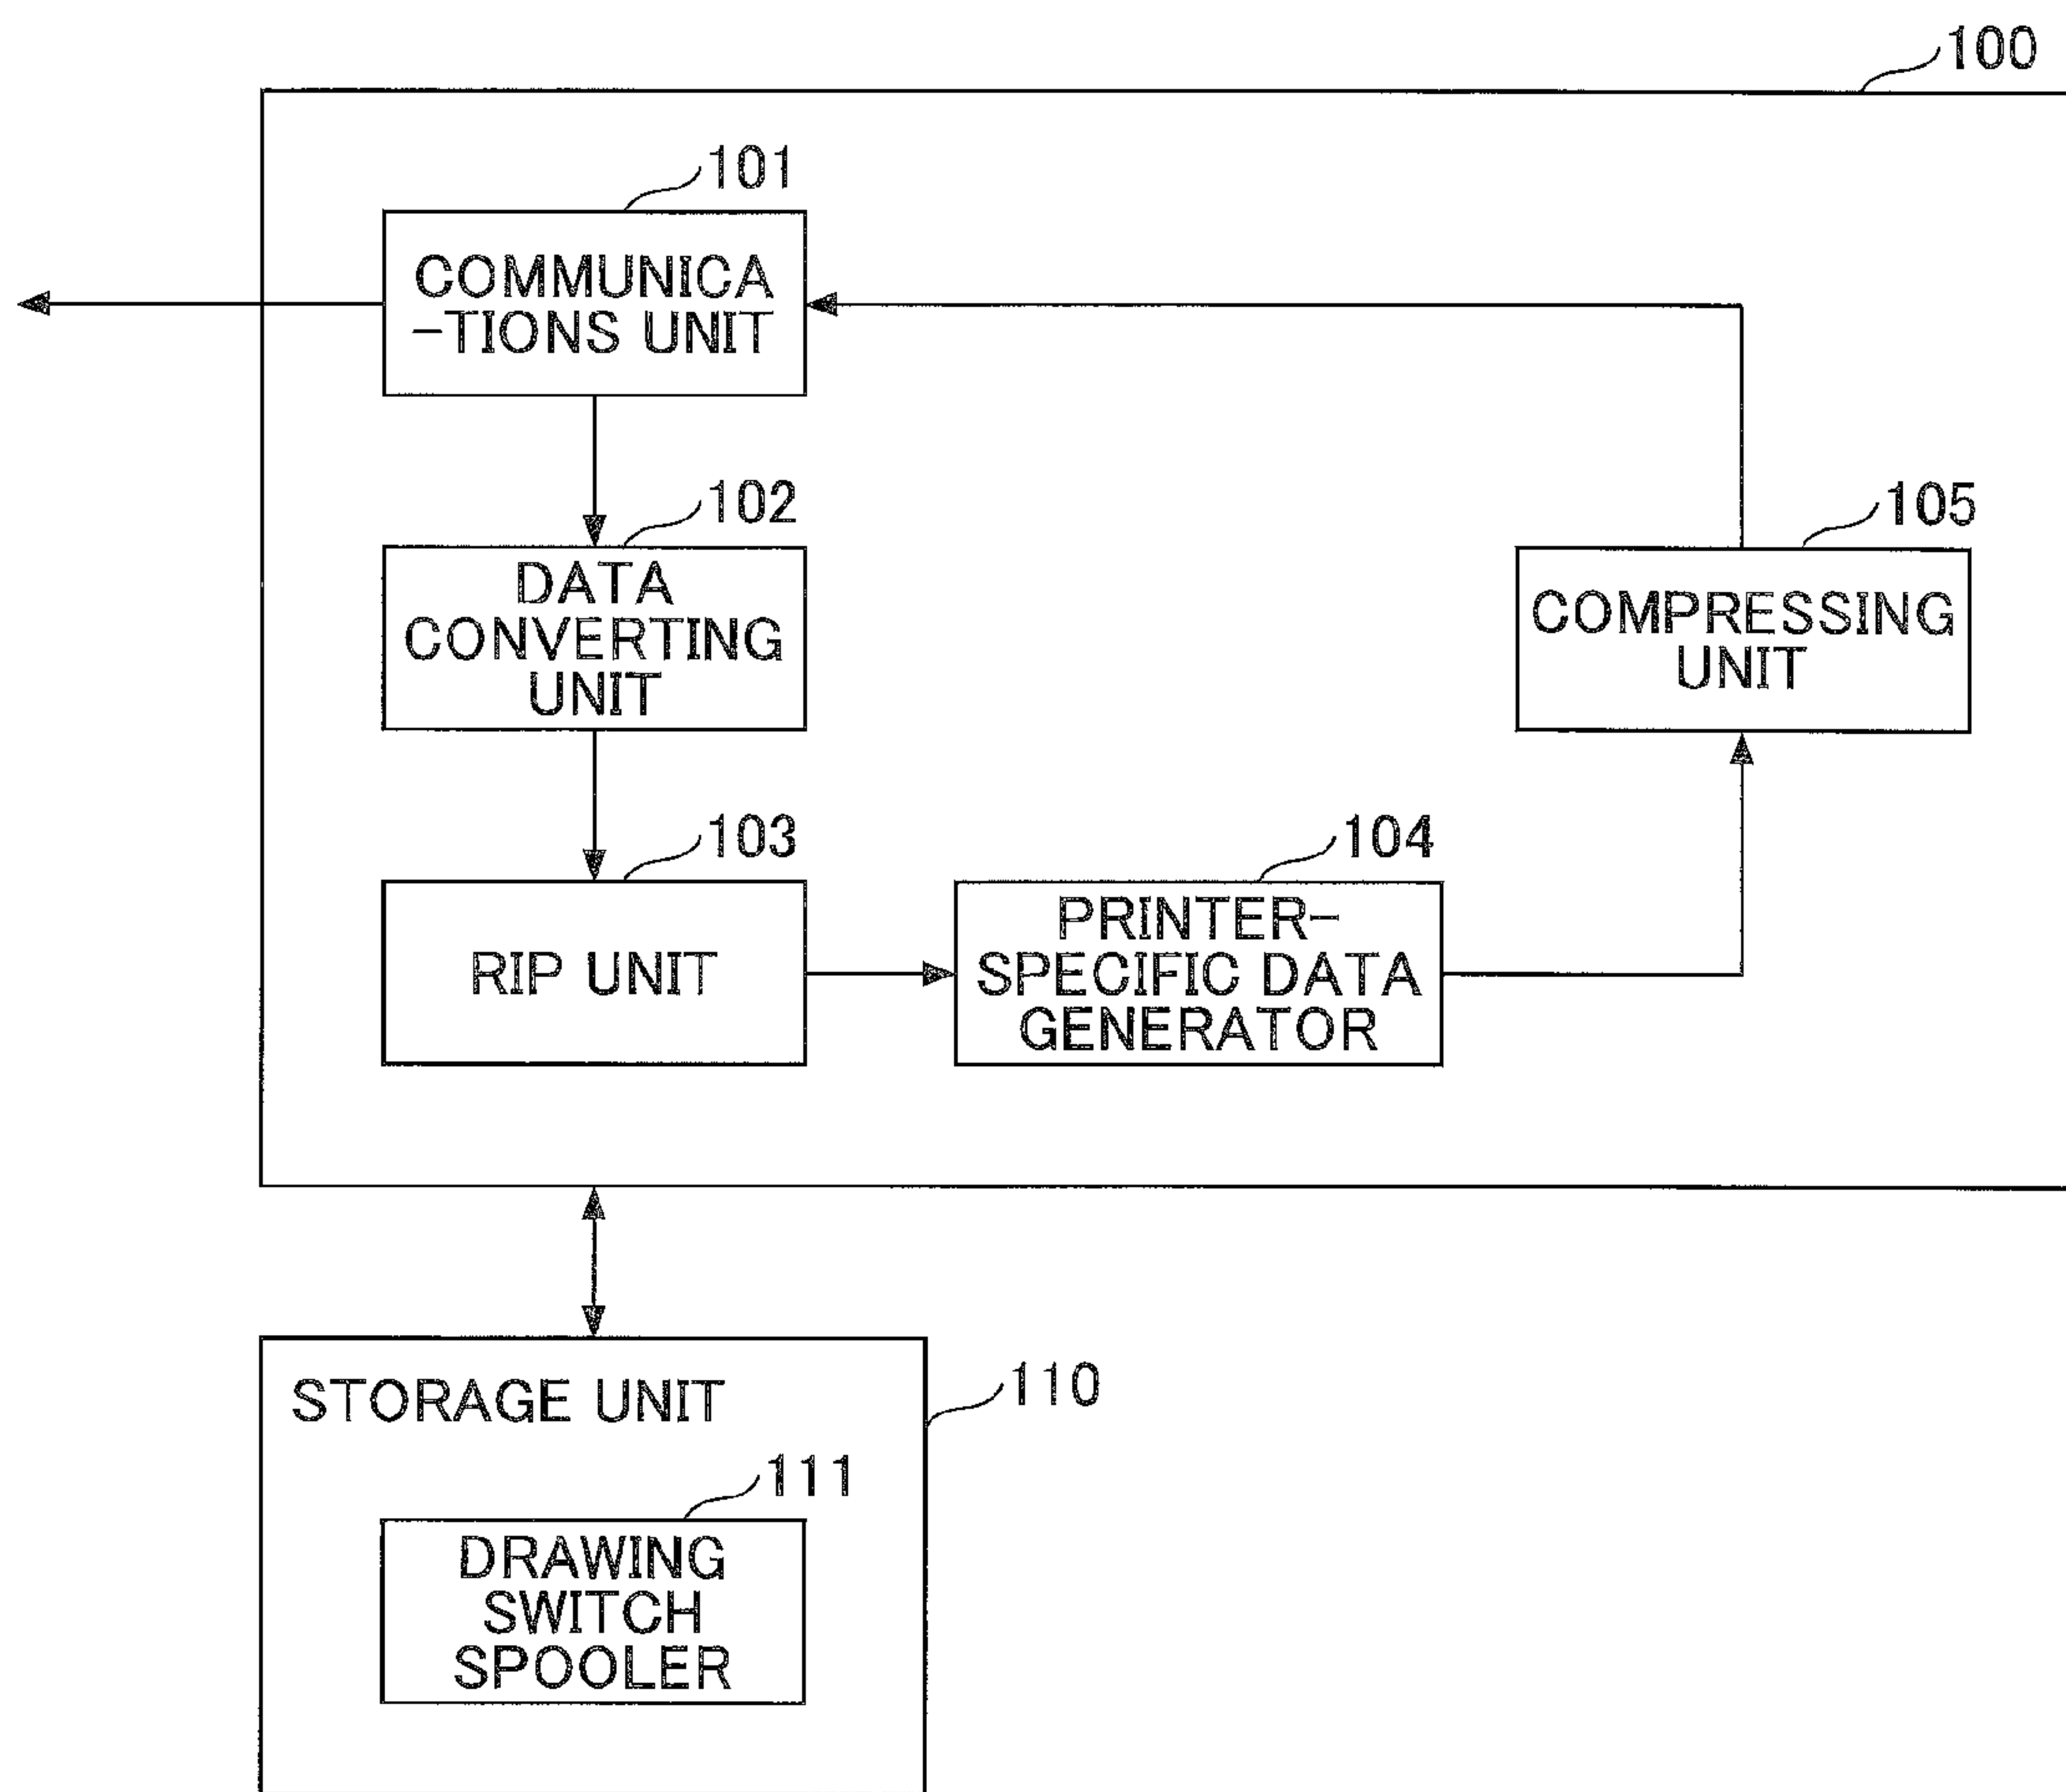 100
101
COMMUNICA
-TIONS UNIT
102
DATA
CONVERTING
UNIT
105
COMPRESSING
UNIT
103
RIP UNIT
104
PRINTER-
SPECIFIC DATA
GENERATOR
STORAGE UNIT
110
111
DRAWING
SWITCH
SPOOLER